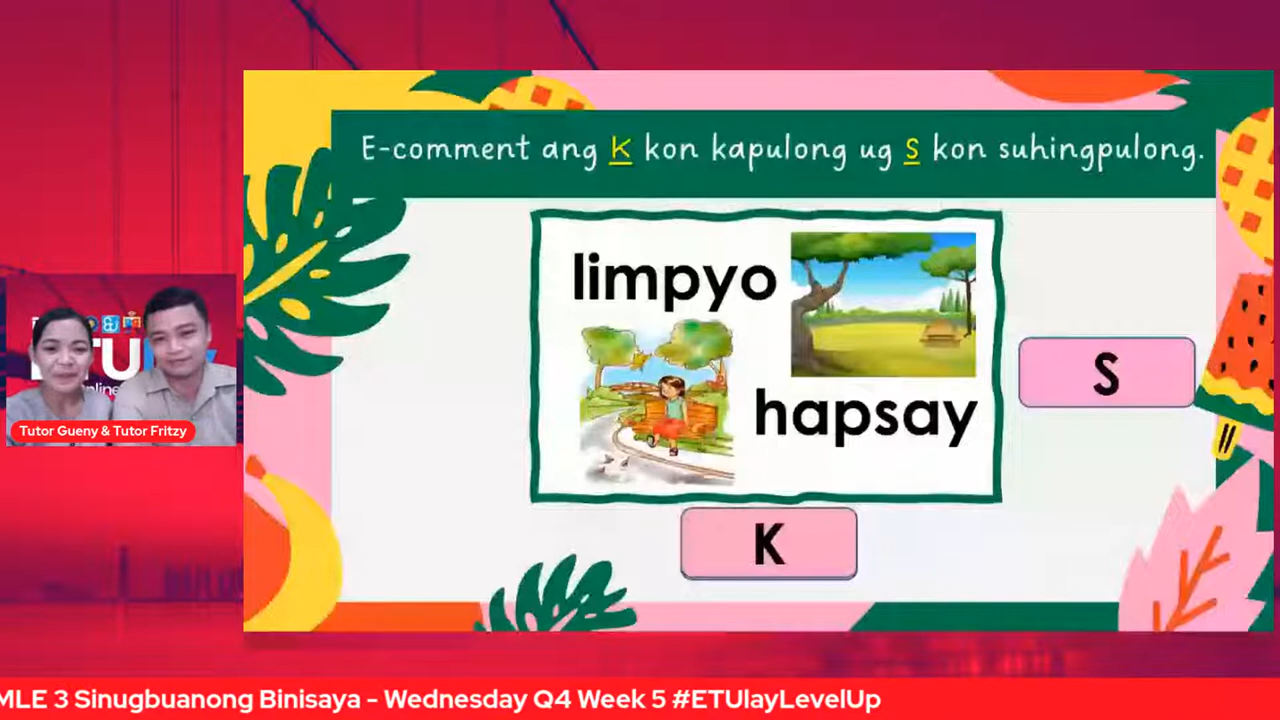 E-comment ang K kon kapulong ug S kon suhingpulong.
limpyo
hapsay
S
K
Tutor Gueny & Tutor Fritzy
MLE 3 Sinugbuanong Binisaya - Wednesday Q4 Week 5 #ETUlayLevelUp